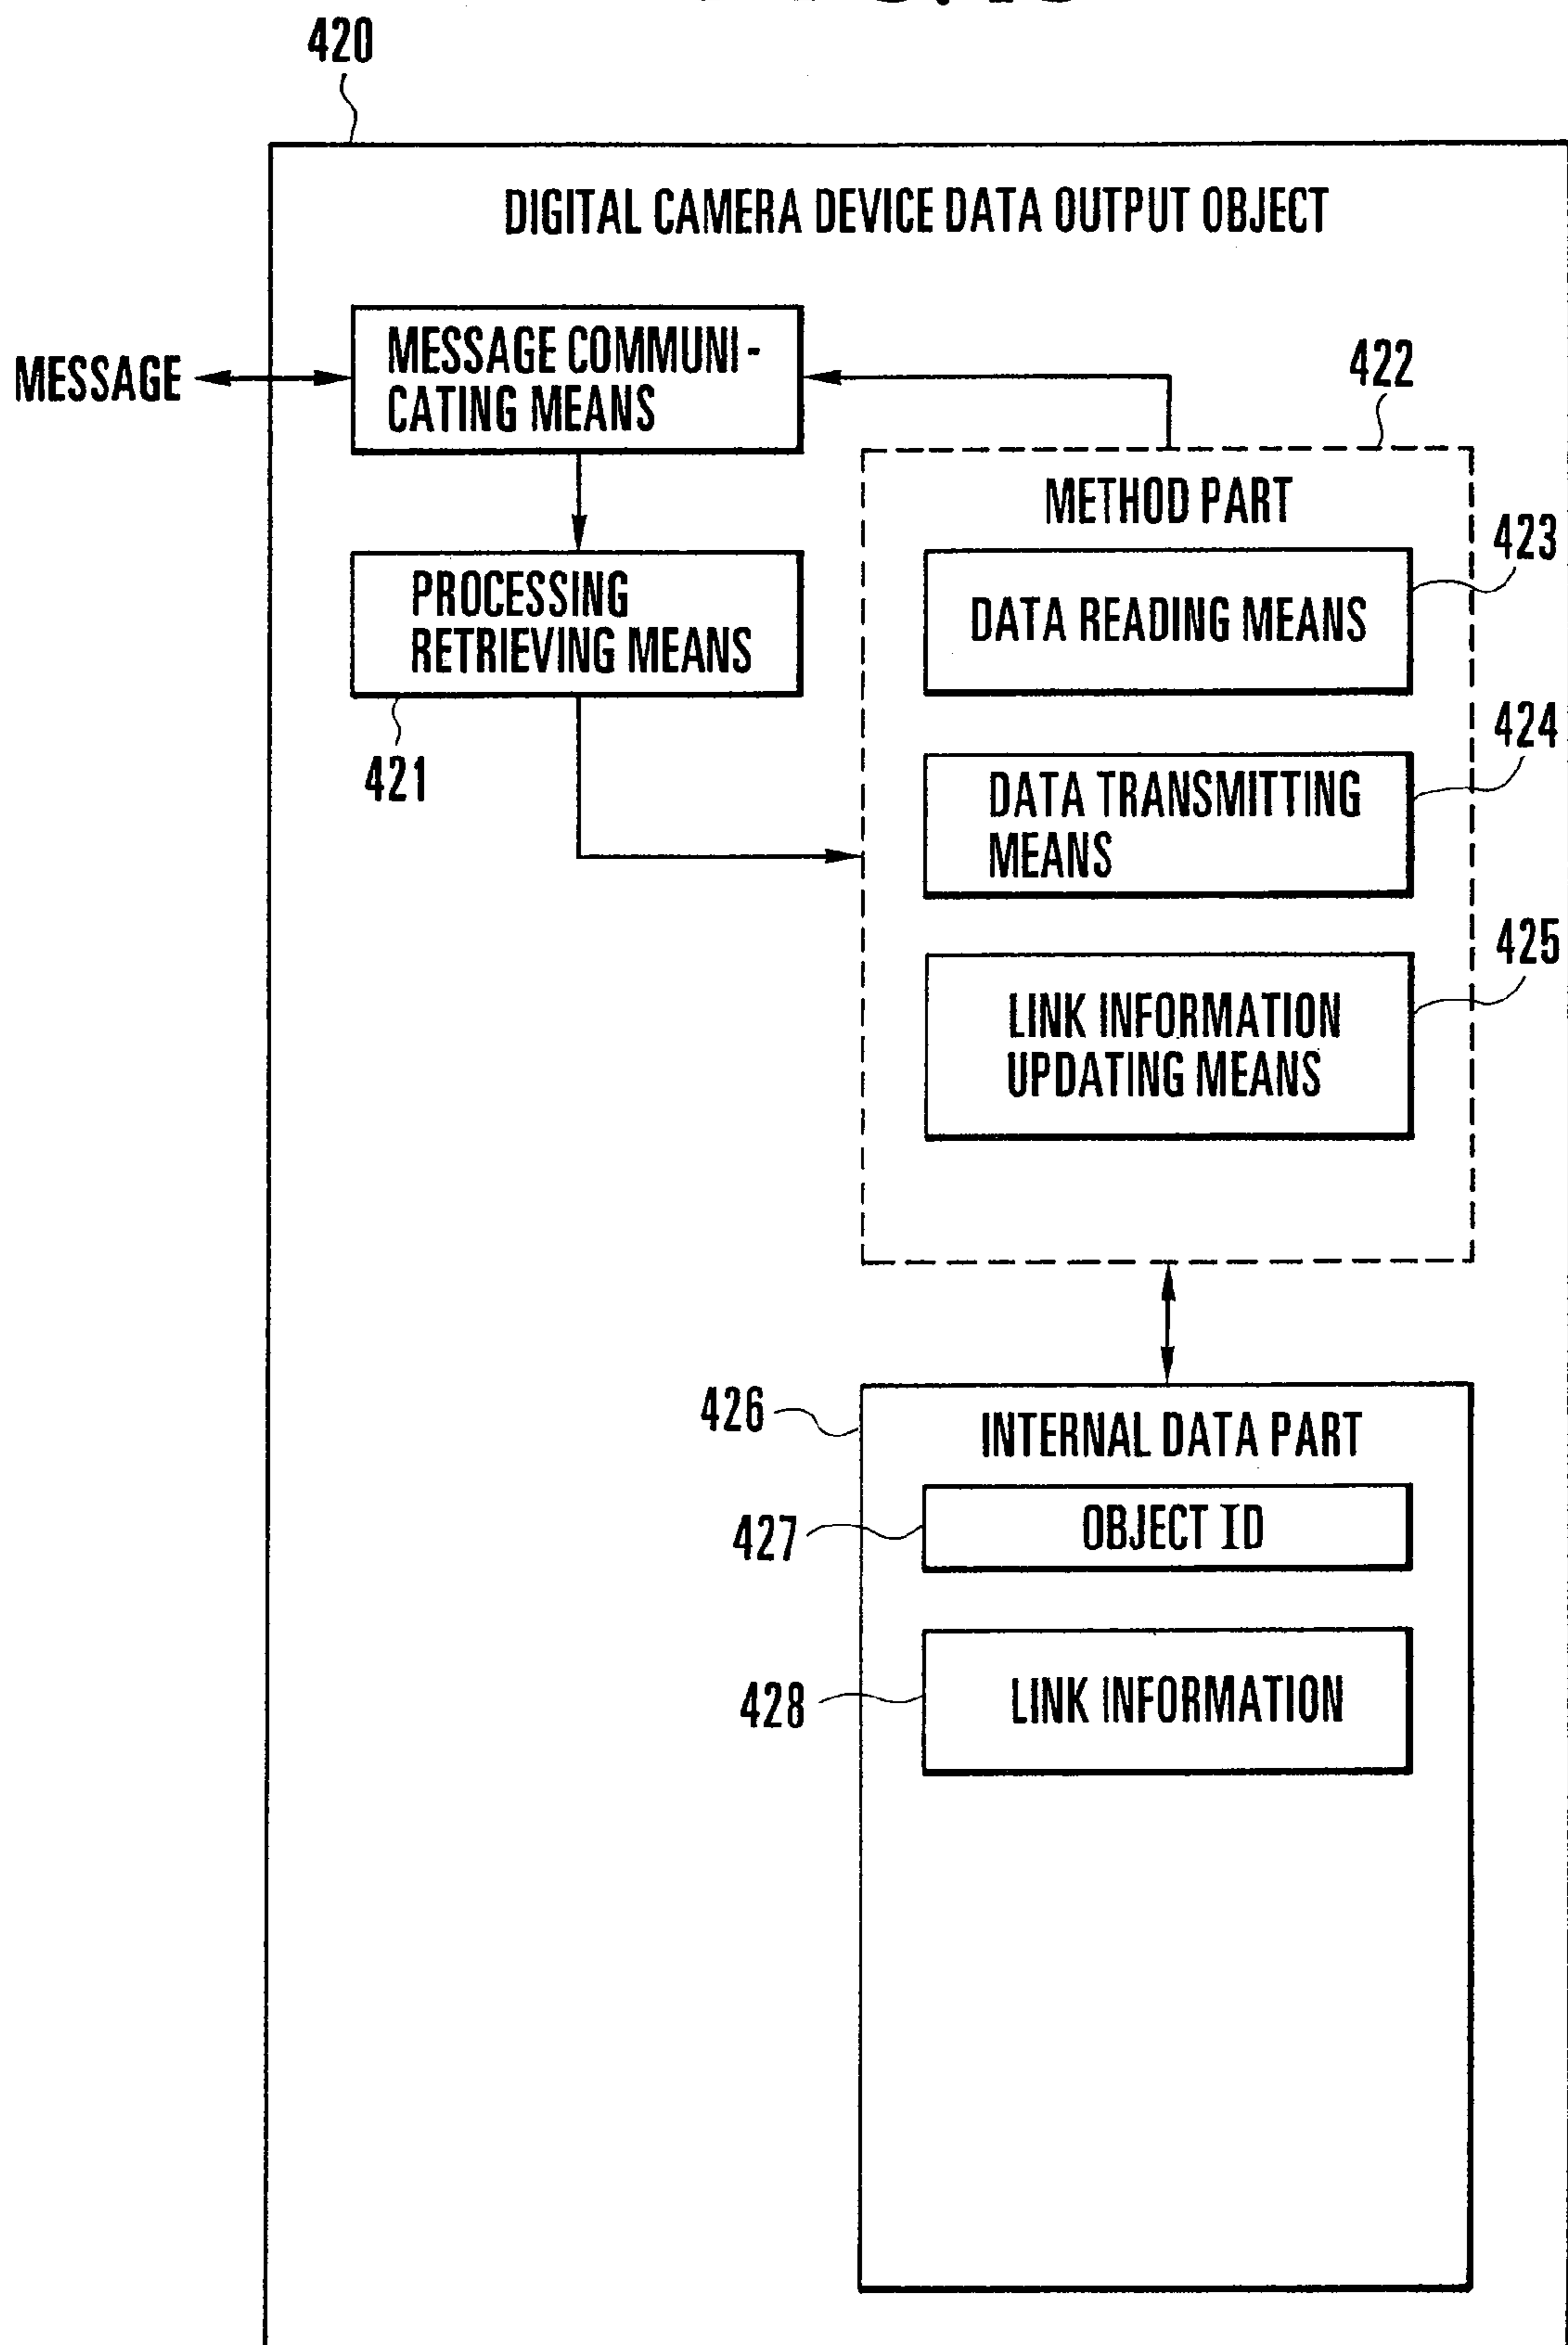 420
DIGITAL CAMERA DEVICE DATA OUTPUT OBJECT
MESSAGE
MESSAGE COMMUNI-
CATING MEANS
422
METHOD PART
423
PROCESSING
RETRIEVING MEANS
421
DATA READING MEANS
424
DATA TRANSMITTING
MEANS
425
LINK INFORMATION
UPDATING MEANS
426
INTERNAL DATA PART
427
OBJECT ID
428
LINK INFORMATION